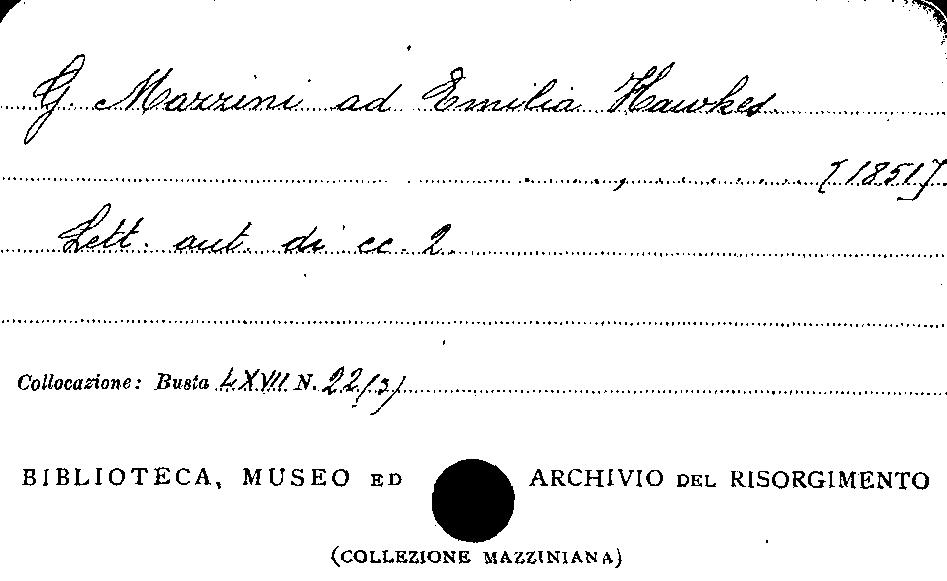 G. Mazzini ad Emilia Hawkes.
[1851]
Lett. aut. di cc. 2.
Collocazione: Busta LXVII N. 22/3/
BIBLIOTECA, MUSEO ED ARCHIVIO DEL RISORGIMENTO
(COLLEZIONE MAZZINIANA)